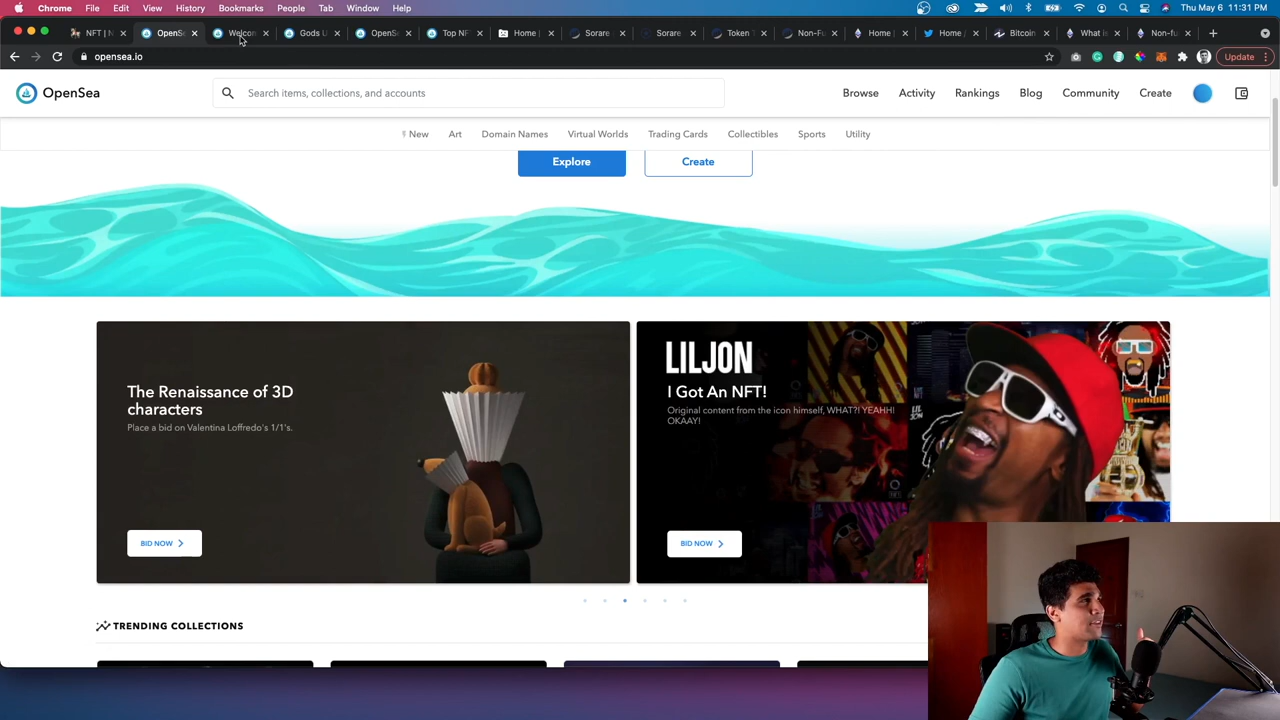 Chrome File Edit View History Bookmarks People Tab Window Help Thu May 6 11:31 PM
NFT | N OpenSe Welcon Gods U OpenSe Top NF Home | Sorare Sorare Token T Non-Fu Home | Home / Bitcoin What is Non-fu
opensea.io Update
OpenSea Search items, collections, and accounts Browse Activity Rankings Blog Community Create
New Art Domain Names Virtual Worlds Trading Cards Collectibles Sports Utility
Explore Create
The Renaissance of 3D
characters
Place a bid on Valentina Loffredo's 1/1's.
BID NOW
LILJON
I Got An NFT!
Original content from the icon himself, WHAT?! YEAHH!
OKAAY!
BID NOW
TRENDING COLLECTIONS